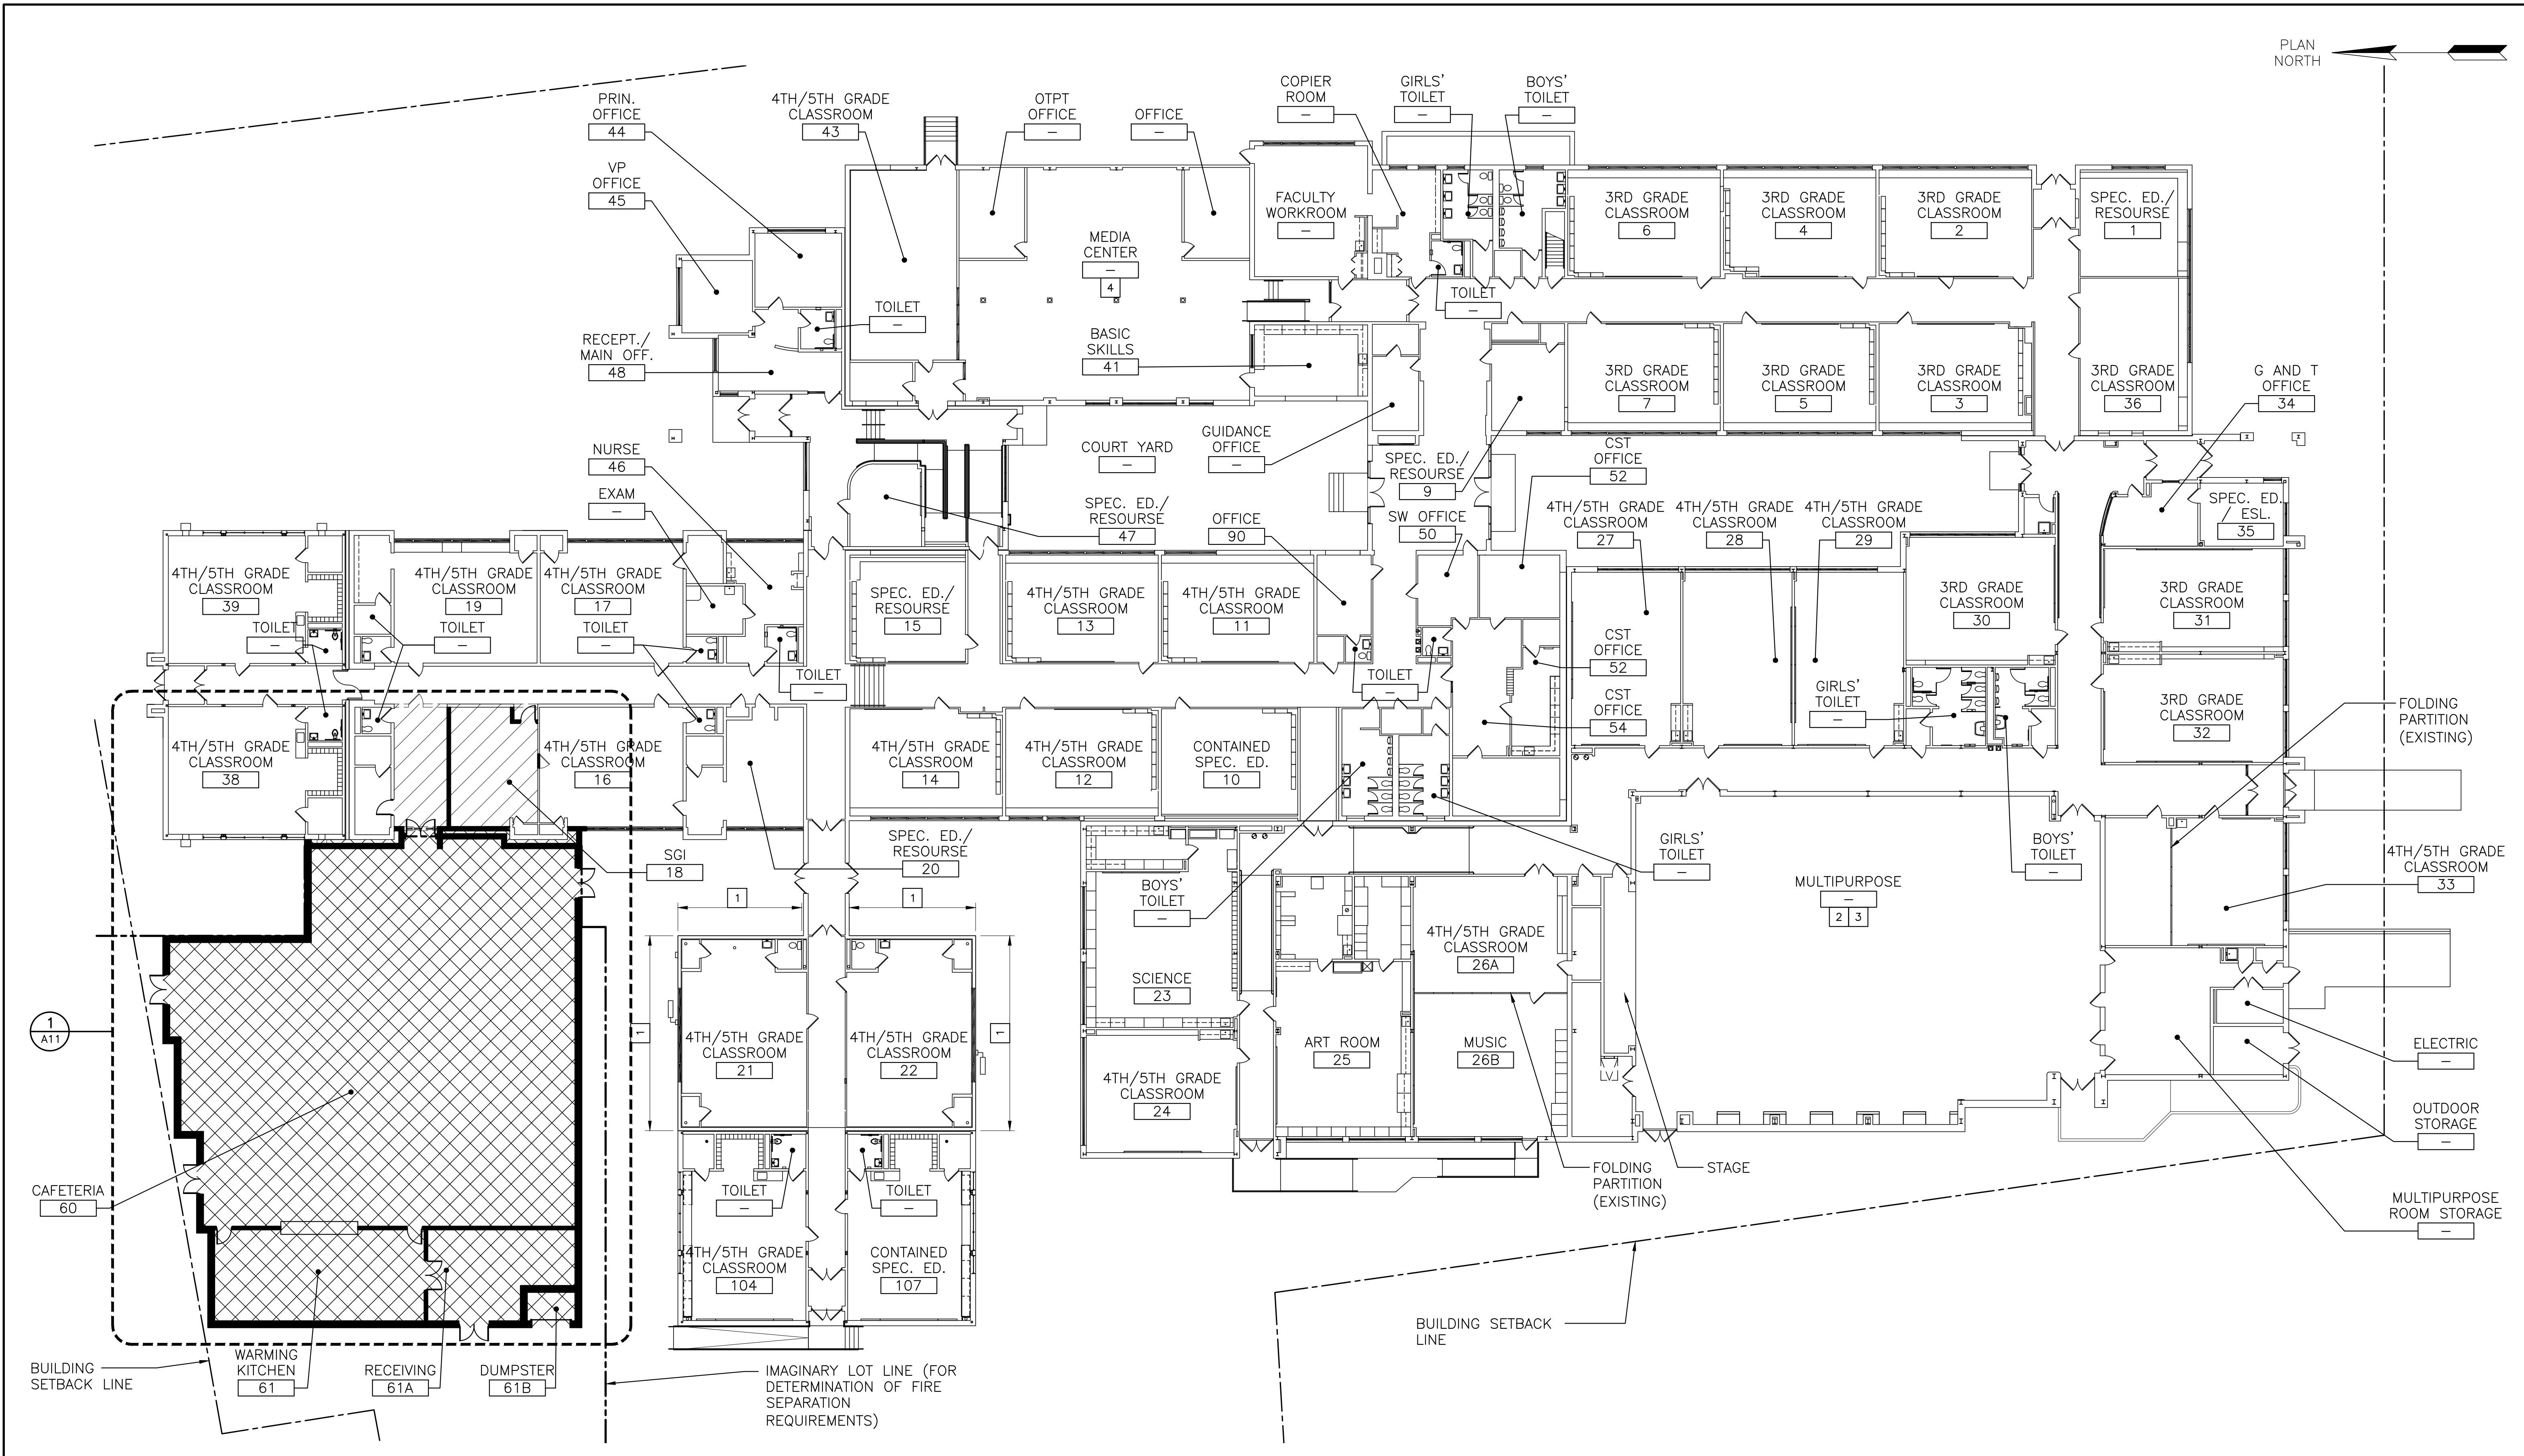 PLAN
NORTH
PRIN.
OFFICE
44
4TH/5TH GRADE
CLASSROOM
43
OTPT
OFFICE
–
OFFICE
–
COPIER
ROOM
–
GIRLS'
TOILET
–
BOYS'
TOILET
–
VP
OFFICE
45
FACULTY
WORKROOM
–
3RD GRADE
CLASSROOM
6
3RD GRADE
CLASSROOM
4
3RD GRADE
CLASSROOM
2
SPEC. ED./
RESOURSE
1
MEDIA
CENTER
–
4
TOILET
–
TOILET
–
RECEPT./
MAIN OFF.
48
BASIC
SKILLS
41
3RD GRADE
CLASSROOM
7
3RD GRADE
CLASSROOM
5
3RD GRADE
CLASSROOM
3
3RD GRADE
CLASSROOM
36
G AND T
OFFICE
34
NURSE
46
COURT YARD
–
GUIDANCE
OFFICE
–
SPEC. ED./
RESOURSE
9
CST
OFFICE
52
EXAM
–
SPEC. ED./
RESOURSE
47
OFFICE
90
SW OFFICE
50
4TH/5TH GRADE
CLASSROOM
27
4TH/5TH GRADE
CLASSROOM
28
4TH/5TH GRADE
CLASSROOM
29
SPEC. ED.
/ ESL.
35
4TH/5TH GRADE
CLASSROOM
39
4TH/5TH GRADE
CLASSROOM
19
4TH/5TH GRADE
CLASSROOM
17
SPEC. ED./
RESOURSE
15
4TH/5TH GRADE
CLASSROOM
13
4TH/5TH GRADE
CLASSROOM
11
3RD GRADE
CLASSROOM
30
3RD GRADE
CLASSROOM
31
TOILET
–
TOILET
–
TOILET
–
TOILET
–
TOILET
–
CST
OFFICE
52
CST
OFFICE
54
GIRLS'
TOILET
–
3RD GRADE
CLASSROOM
32
FOLDING
PARTITION
(EXISTING)
4TH/5TH GRADE
CLASSROOM
38
4TH/5TH GRADE
CLASSROOM
16
4TH/5TH GRADE
CLASSROOM
14
4TH/5TH GRADE
CLASSROOM
12
CONTAINED
SPEC. ED.
10
SGI
18
SPEC. ED./
RESOURSE
20
GIRLS'
TOILET
–
BOYS'
TOILET
–
4TH/5TH GRADE
CLASSROOM
33
1
1
BOYS'
TOILET
–
MULTIPURPOSE
–
2 3
4TH/5TH GRADE
CLASSROOM
26A
SCIENCE
23
1
A11
1
1
4TH/5TH GRADE
CLASSROOM
21
4TH/5TH GRADE
CLASSROOM
22
ART ROOM
25
MUSIC
26B
ELECTRIC
–
4TH/5TH GRADE
CLASSROOM
24
OUTDOOR
STORAGE
–
CAFETERIA
60
TOILET
–
TOILET
–
FOLDING
PARTITION
(EXISTING)
STAGE
MULTIPURPOSE
ROOM STORAGE
–
4TH/5TH GRADE
CLASSROOM
104
CONTAINED
SPEC. ED.
107
BUILDING SETBACK
LINE
BUILDING
SETBACK LINE
WARMING
KITCHEN
61
RECEIVING
61A
DUMPSTER
61B
IMAGINARY LOT LINE (FOR
DETERMINATION OF FIRE
SEPARATION
REQUIREMENTS)